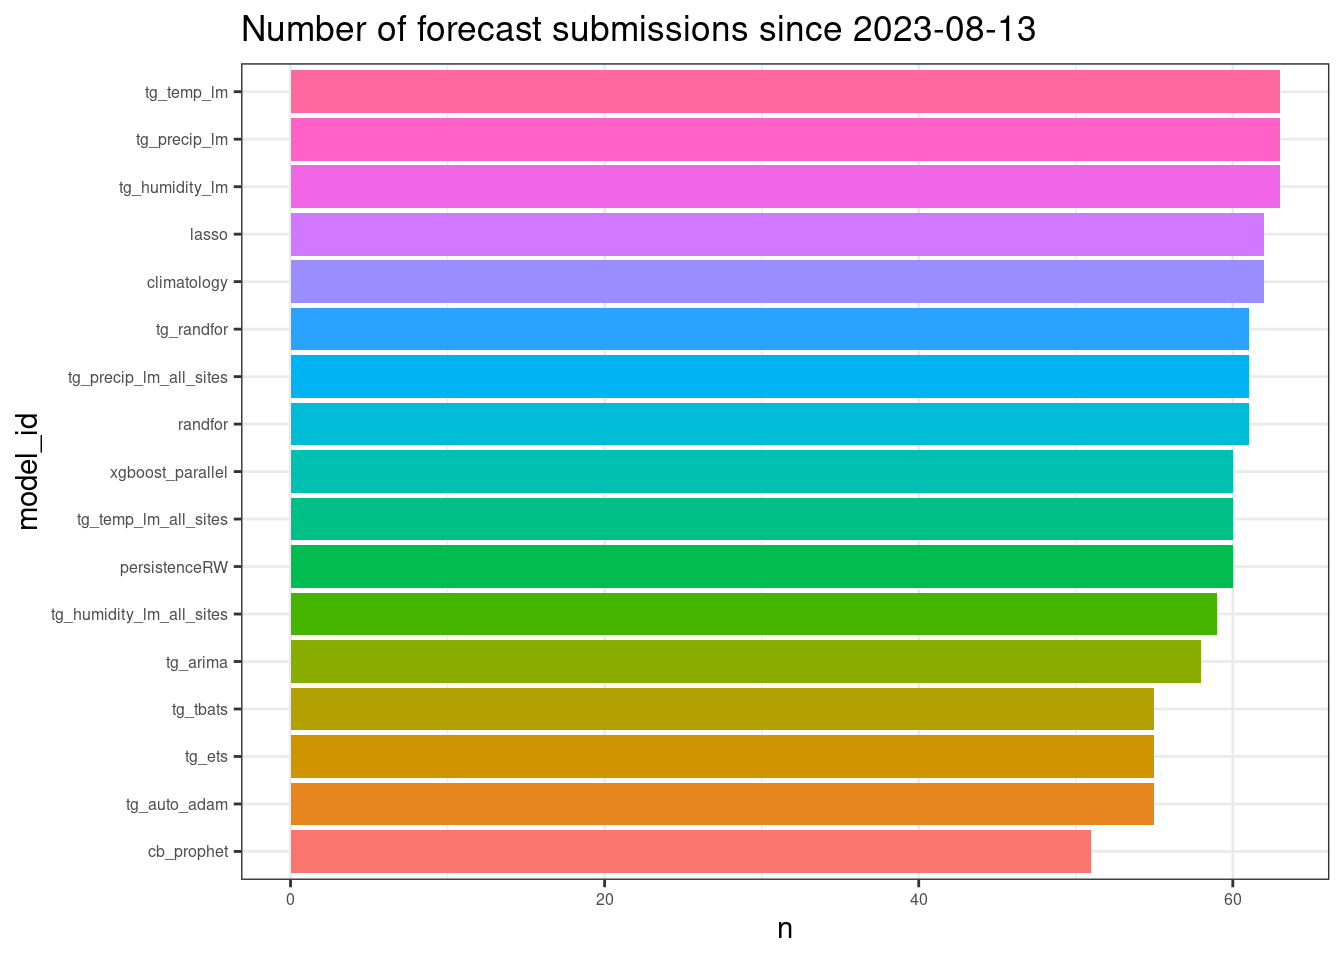 Number of forecast submissions since 2023-08-13
model_id
tg_temp_lm
tg_precip_lm
tg_humidity_lm
lasso
climatology
tg_randfor
tg_precip_lm_all_sites
randfor
xgboost_parallel
tg_temp_lm_all_sites
persistenceRW
tg_humidity_lm_all_sites
tg_arima
tg_tbats
tg_ets
tg_auto_adam
cb_prophet
0 20 40 60
n